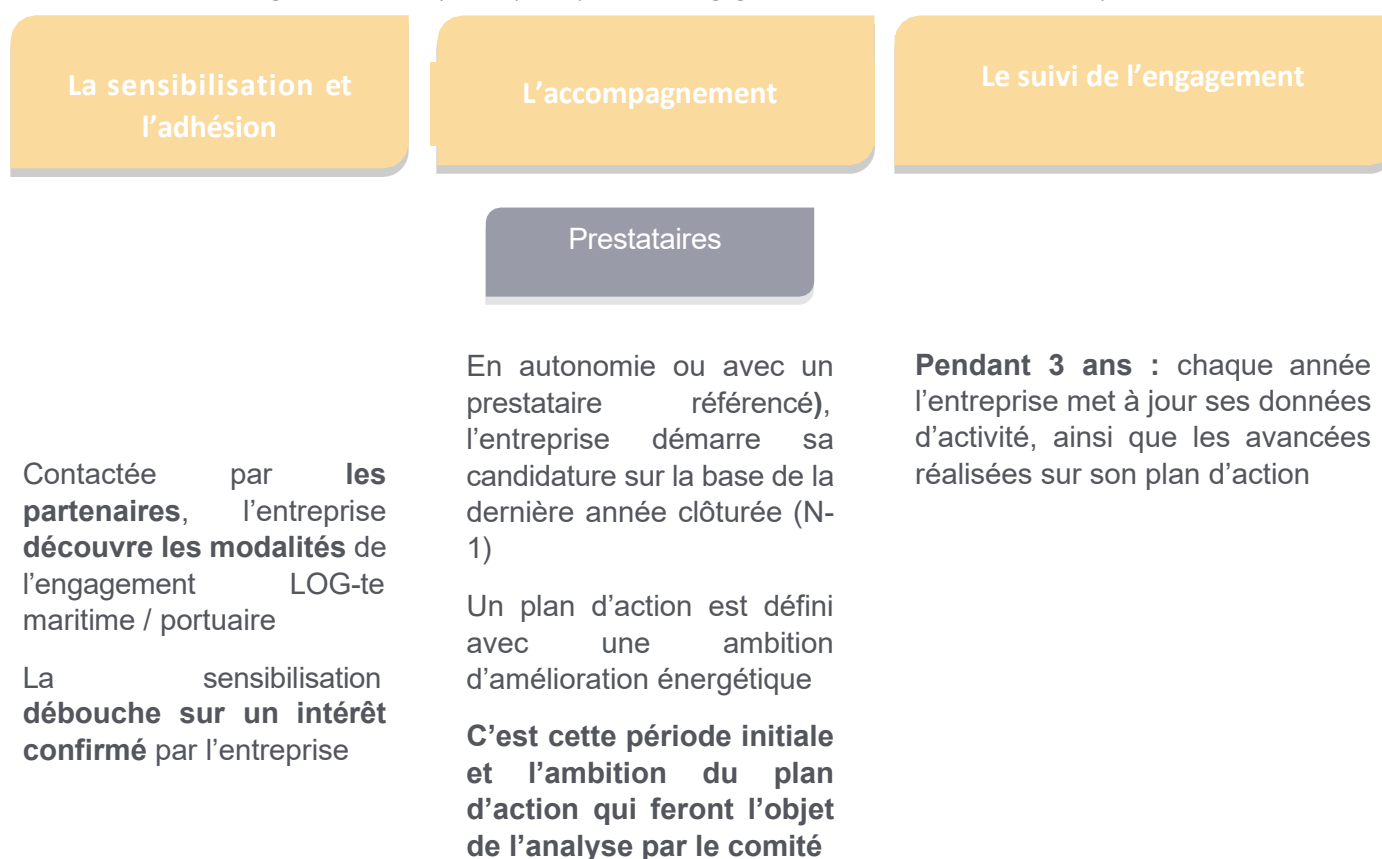 La sensibilisation et
l'adhésion
L'accompagnement
Le suivi de l'engagement
Prestataires
Contactée par les
partenaires, l'entreprise
découvre les modalités de
l'engagement LOG-te
maritime / portuaire
La sensibilisation
débouche sur un intérêt
confirmé par l'entreprise
En autonomie ou avec un
prestataire référencé),
l'entreprise démarre sa
candidature sur la base de la
dernière année clôturée (N-
1)
Un plan d'action est défini
avec une ambition
d'amélioration énergétique
C'est cette période initiale
et l'ambition du plan
d'action qui feront l'objet
de l'analyse par le comité
Pendant 3 ans : chaque année
l'entreprise met à jour ses données
d'activité, ainsi que les avancées
réalisées sur son plan d'action